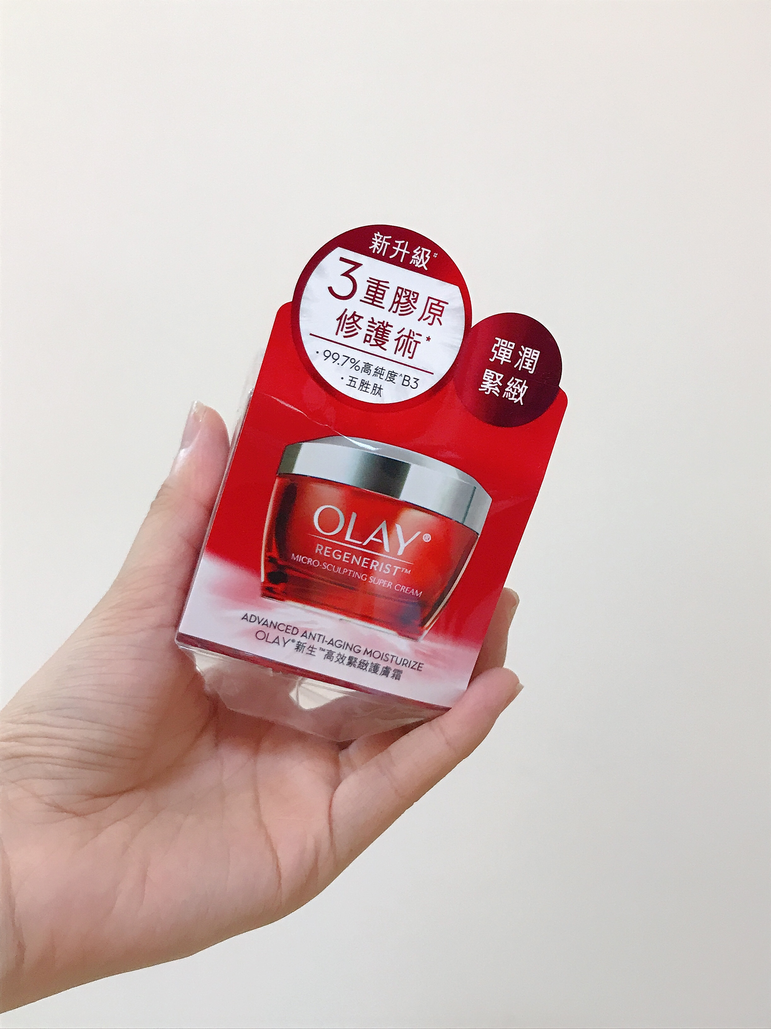 新升級¤
3重膠原
修護術*
·99.7%高純度^B3
·五胜肽
彈潤
緊緻
OLAY®
REGENERIST™
MICRO-SCULPTING SUPER CREAM
ADVANCED ANTI-AGING MOISTURIZE
OLAY®新生™高效緊緻護膚霜